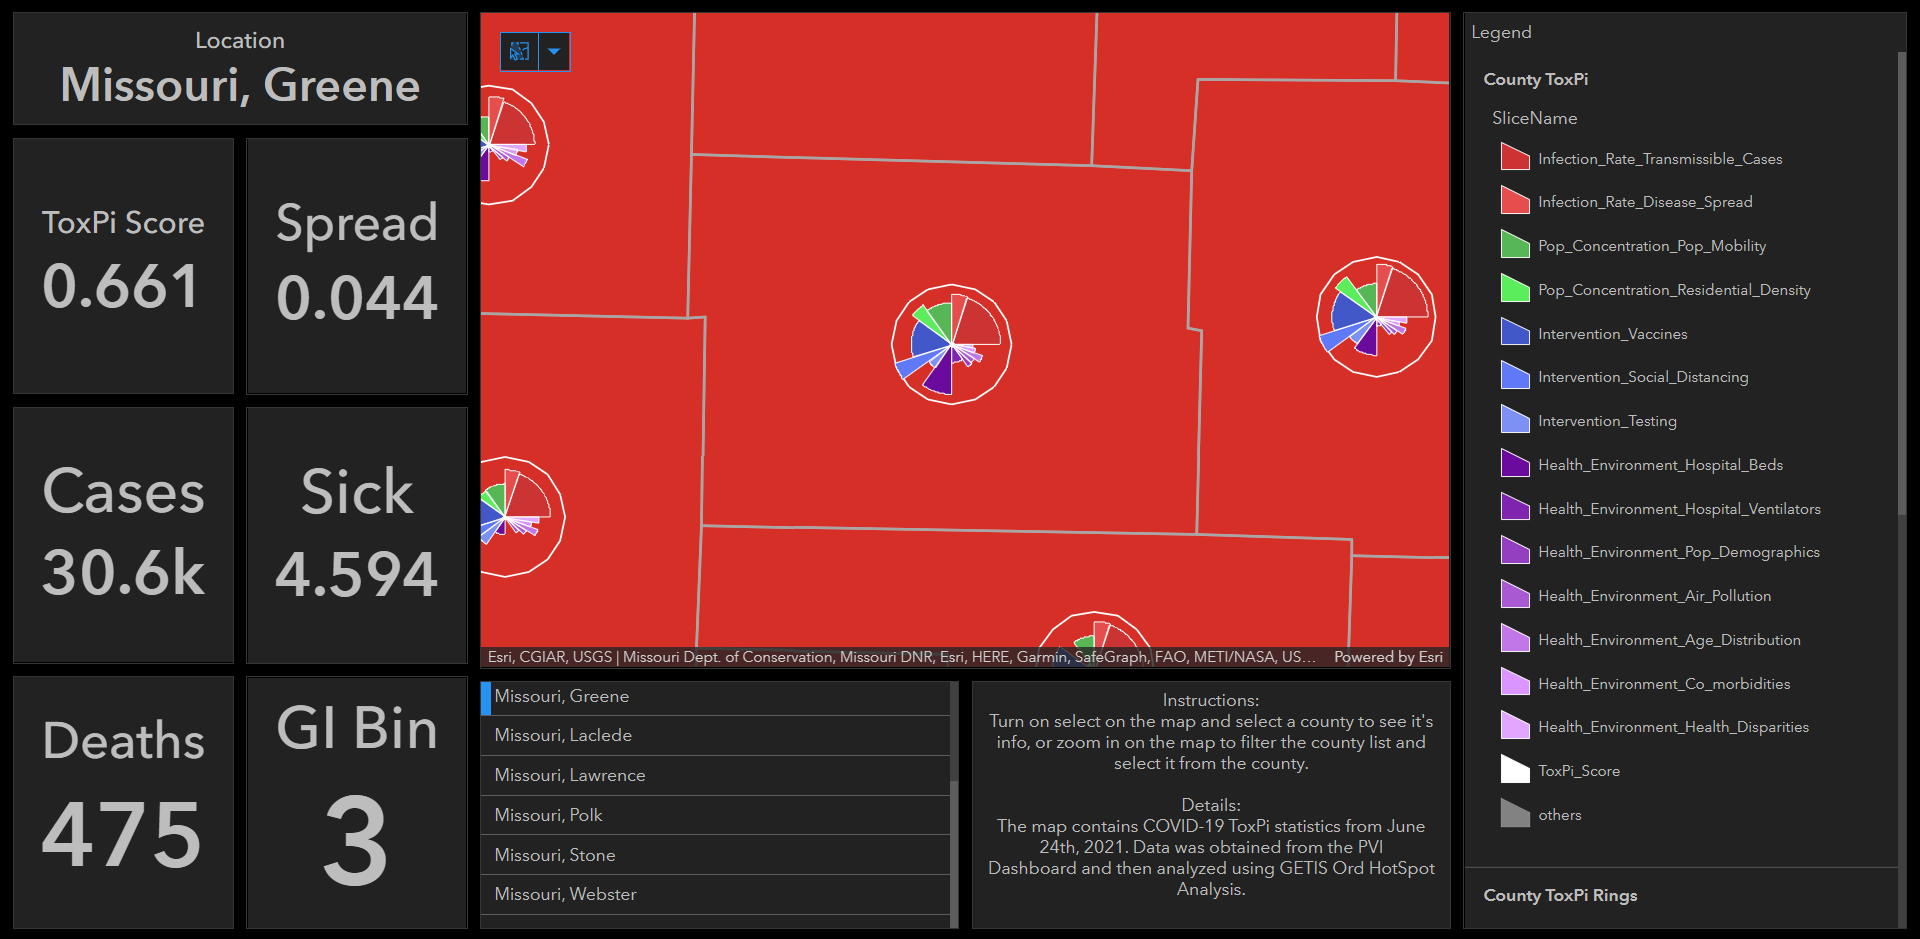 Location
Missouri, Greene
ToxPi Score
0.661
Spread
0.044
Cases
30.6k
Sick
4.594
Deaths
475
GI Bin
3
Esri, CGIAR, USGS | Missouri Dept. of Conservation, Missouri DNR, Esri, HERE, Garmin, SafeGraph, FAO, METI/NASA, US...
Powered by Esri
Missouri, Greene
Missouri, Laclede
Missouri, Lawrence
Missouri, Polk
Missouri, Stone
Missouri, Webster
Instructions:
Turn on select on the map and select a county to see it's
info, or zoom in on the map to filter the county list and
select it from the county.
Details:
The map contains COVID-19 ToxPi statistics from June
24th, 2021. Data was obtained from the PVI
Dashboard and then analyzed using GETIS Ord HotSpot
Analysis.
Legend
County ToxPi
SliceName
Infection_Rate_Transmissible_Cases
Infection_Rate_Disease_Spread
Pop_Concentration_Pop_Mobility
Pop_Concentration_Residential_Density
Intervention_Vaccines
Intervention_Social_Distancing
Intervention_Testing
Health_Environment_Hospital_Beds
Health_Environment_Hospital_Ventilators
Health_Environment_Pop_Demographics
Health_Environment_Air_Pollution
Health_Environment_Age_Distribution
Health_Environment_Co_morbidities
Health_Environment_Health_Disparities
ToxPi_Score
others
County ToxPi Rings